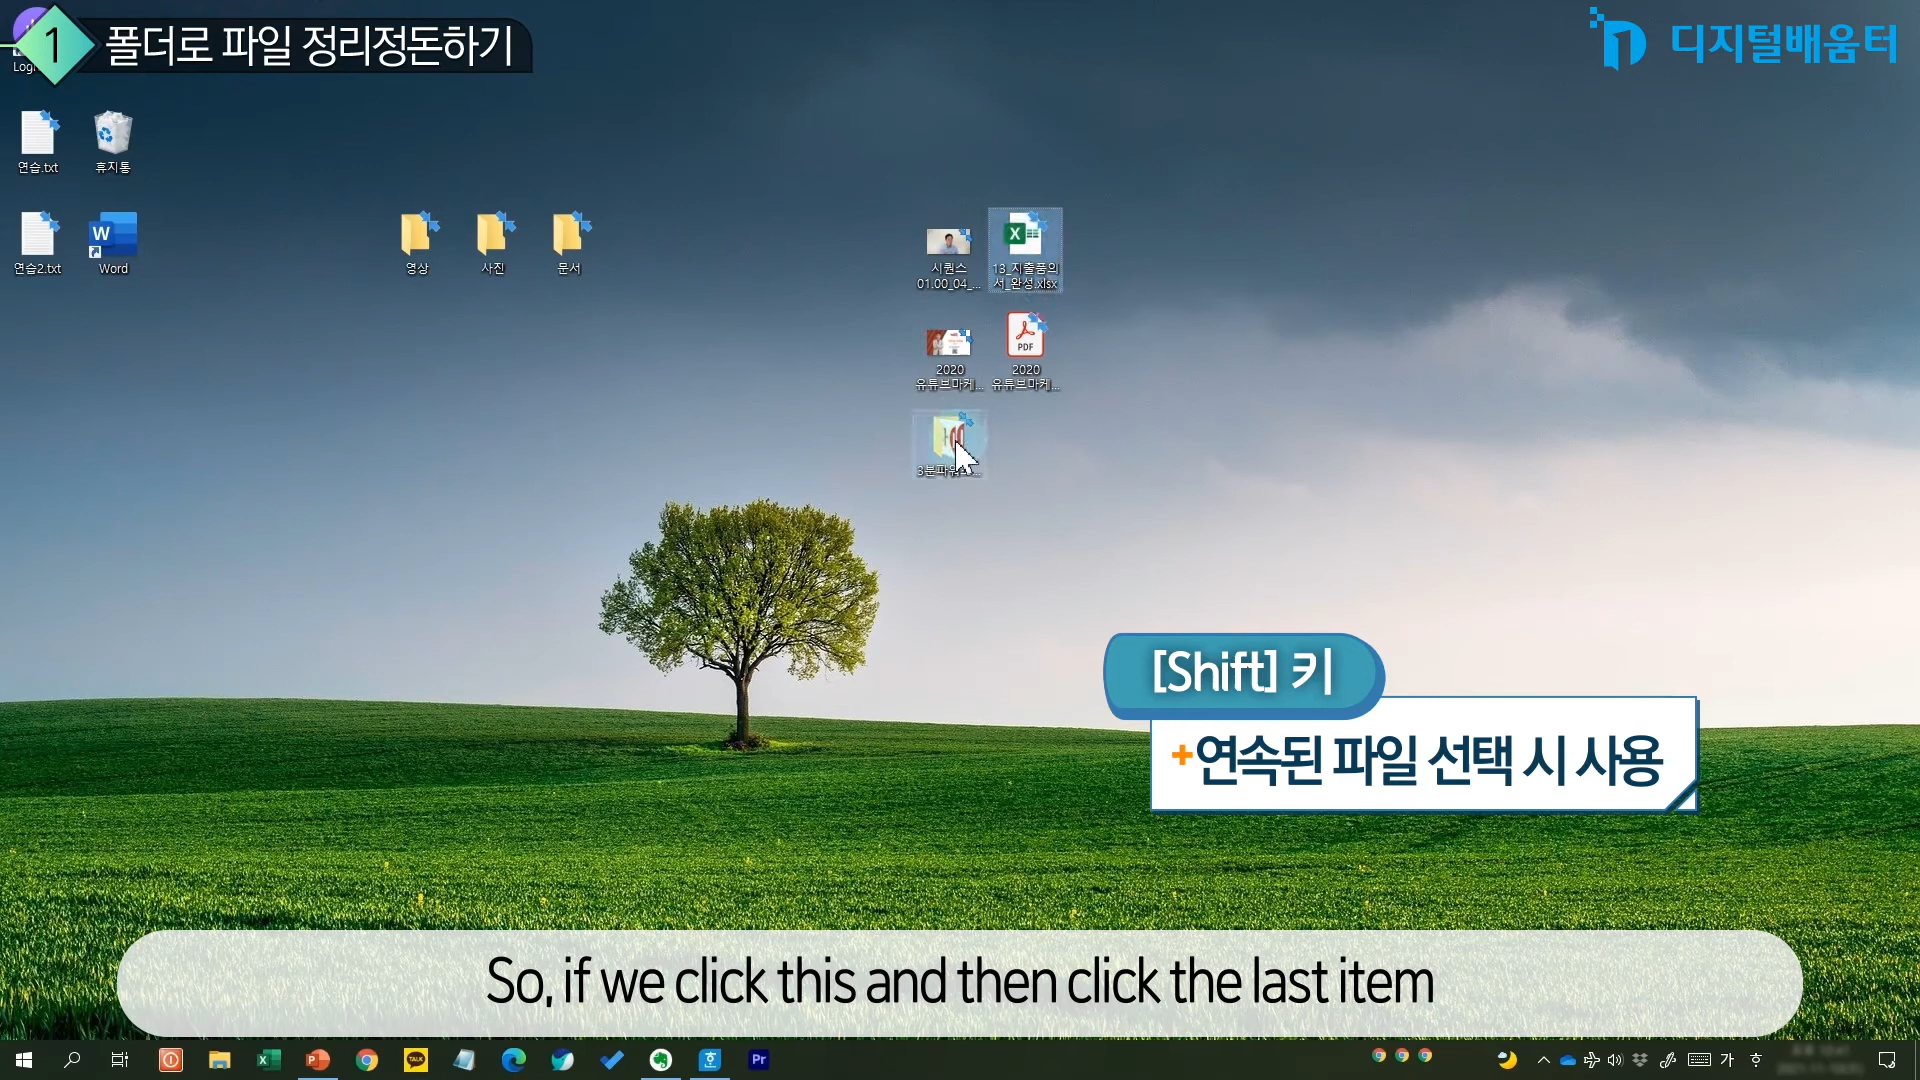 1 폴더로 파일 정리정돈하기
디지털배움터
연습.txt
휴지통
연습2.txt
W
Word
영상
사진
문서
시퀀스
01.00_04_...
X
13_지출품의
서_완성.xlsx
2020
유튜브마케...
PDF
2020
유튜브마케...
[Shift] 키
+연속된 파일 선택 시 사용
So, if we click this and then click the last item
TALK
Pr
가